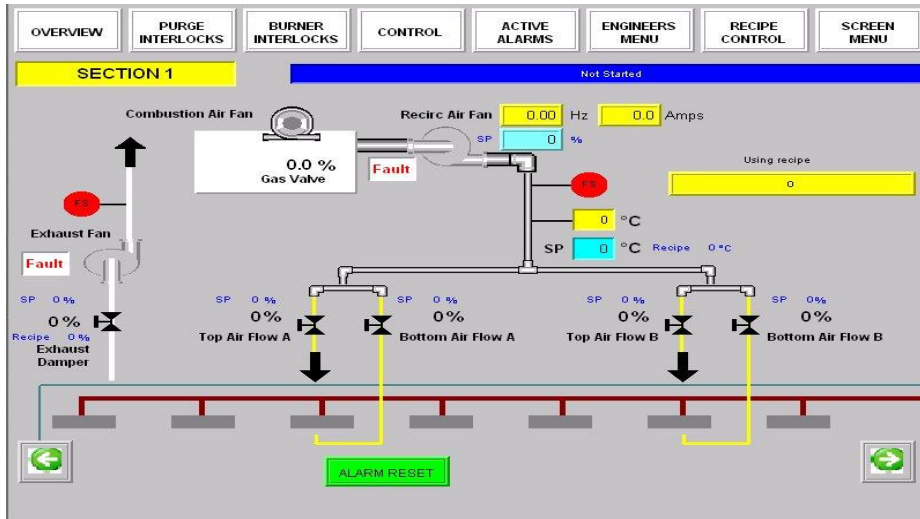 OVERVIEW
PURGE
INTERLOCKS
BURNER
INTERLOCKS
CONTROL
ACTIVE
ALARMS
ENGINEERS
MENU
RECIPE
CONTROL
SCREEN
MENU
SECTION 1
Not Started
Combustion Air Fan
Recirc Air Fan 0.00 Hz 0.0 Amps
SP 0 %
0.0 %
Gas Valve
Fault
Using recipe
0
FS
FS
0 °C
SP 0 °C Recipe 0 °C
Exhaust Fan
Fault
SP 0 %
0 %
Recipe 0 %
Exhaust
Damper
SP 0 %
0%
Top Air Flow A
SP 0 %
0%
Bottom Air Flow A
SP 0 %
0%
Top Air Flow B
SP 0 %
0%
Bottom Air Flow B
ALARM RESET